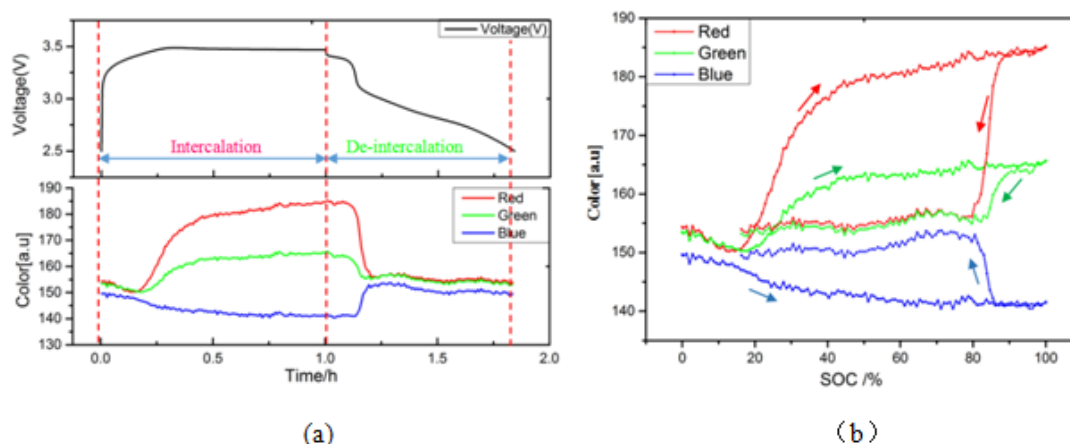 Voltage(V)
3.5
3.0
2.5
Voltage(V)
Intercalation
De-intercalation
190
180
170
160
150
140
130
Color[a.u]
Red
Green
Blue
0.0
0.5
1.0
1.5
2.0
Time/h
(a)
190
180
170
160
150
140
Color[a.u]
Red
Green
Blue
0
20
40
60
80
100
SOC /%
(b)